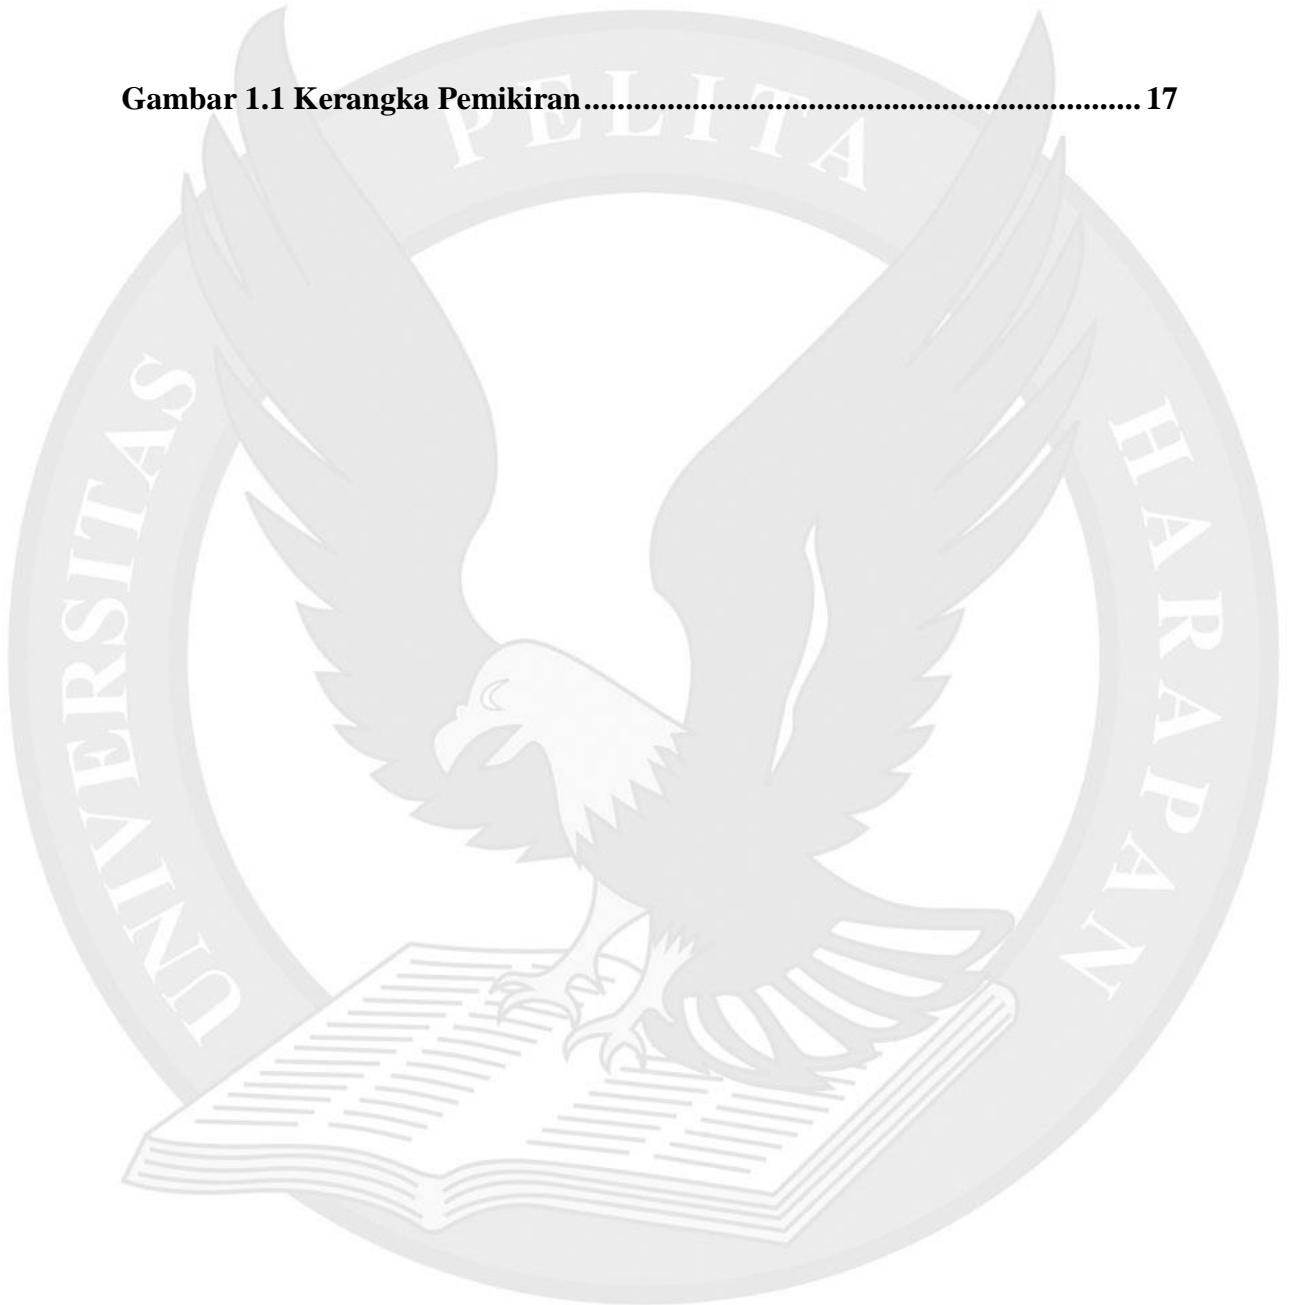 Gambar 1.1 Kerangka Pemikiran.................................................................... 17
PELITA
UNIVERSITAS
HARAPAN